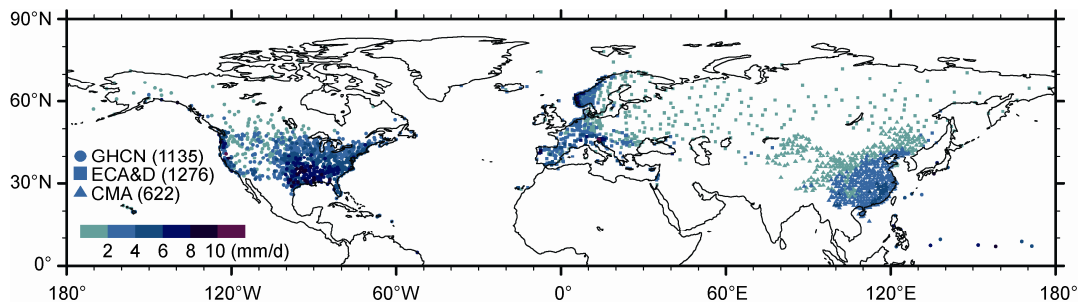 90°N
60°N
30°N
0°
GHCN (1135)
ECA&D (1276)
CMA (622)
2 4 6 8 10 (mm/d)
180° 120°W 60°W 0° 60°E 120°E 180°